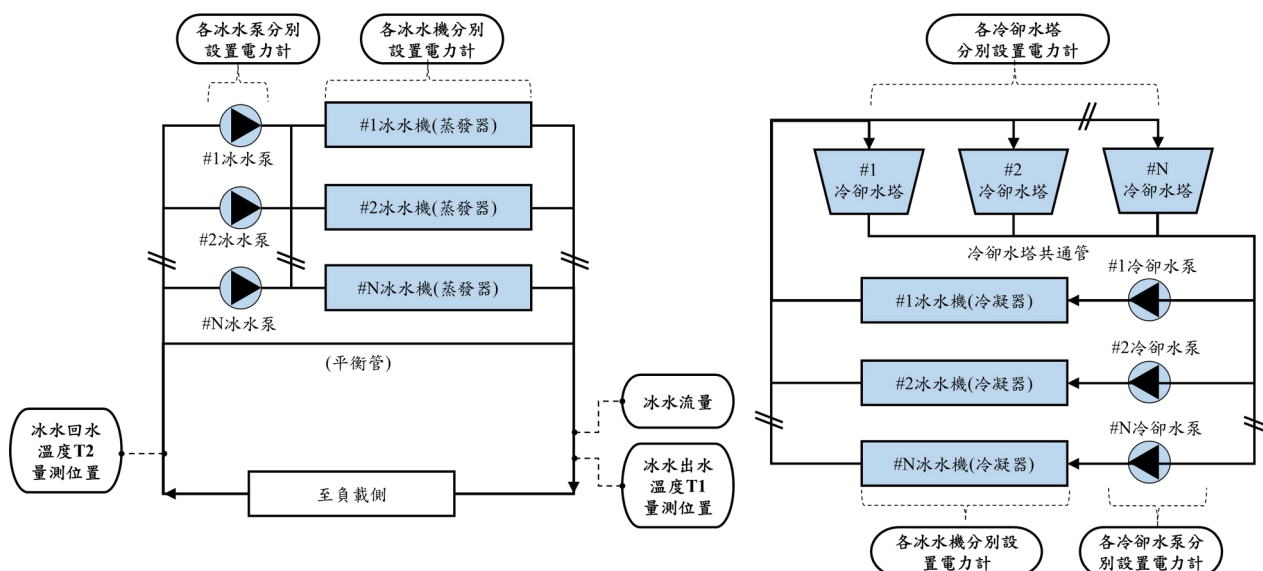 各冰水泵分別
設置電力計
各冰水機分別
設置電力計
#1冰水機(蒸發器)
#1冰水泵
#2冰水機(蒸發器)
#2冰水泵
#N冰水機(蒸發器)
#N冰水泵
(平衡管)
冰水流量
冰水回水
溫度T2
量測位置
冰水出水
溫度T1
量測位置
至負載側
各冷卻水塔
分別設置電力計
#1
冷卻水塔
#2
冷卻水塔
#N
冷卻水塔
冷卻水塔共通管
#1冷卻水泵
#1冰水機(冷凝器)
#2冷卻水泵
#2冰水機(冷凝器)
#N冷卻水泵
#N冰水機(冷凝器)
各冰水機分別設
置電力計
各冷卻水泵分
別設置電力計